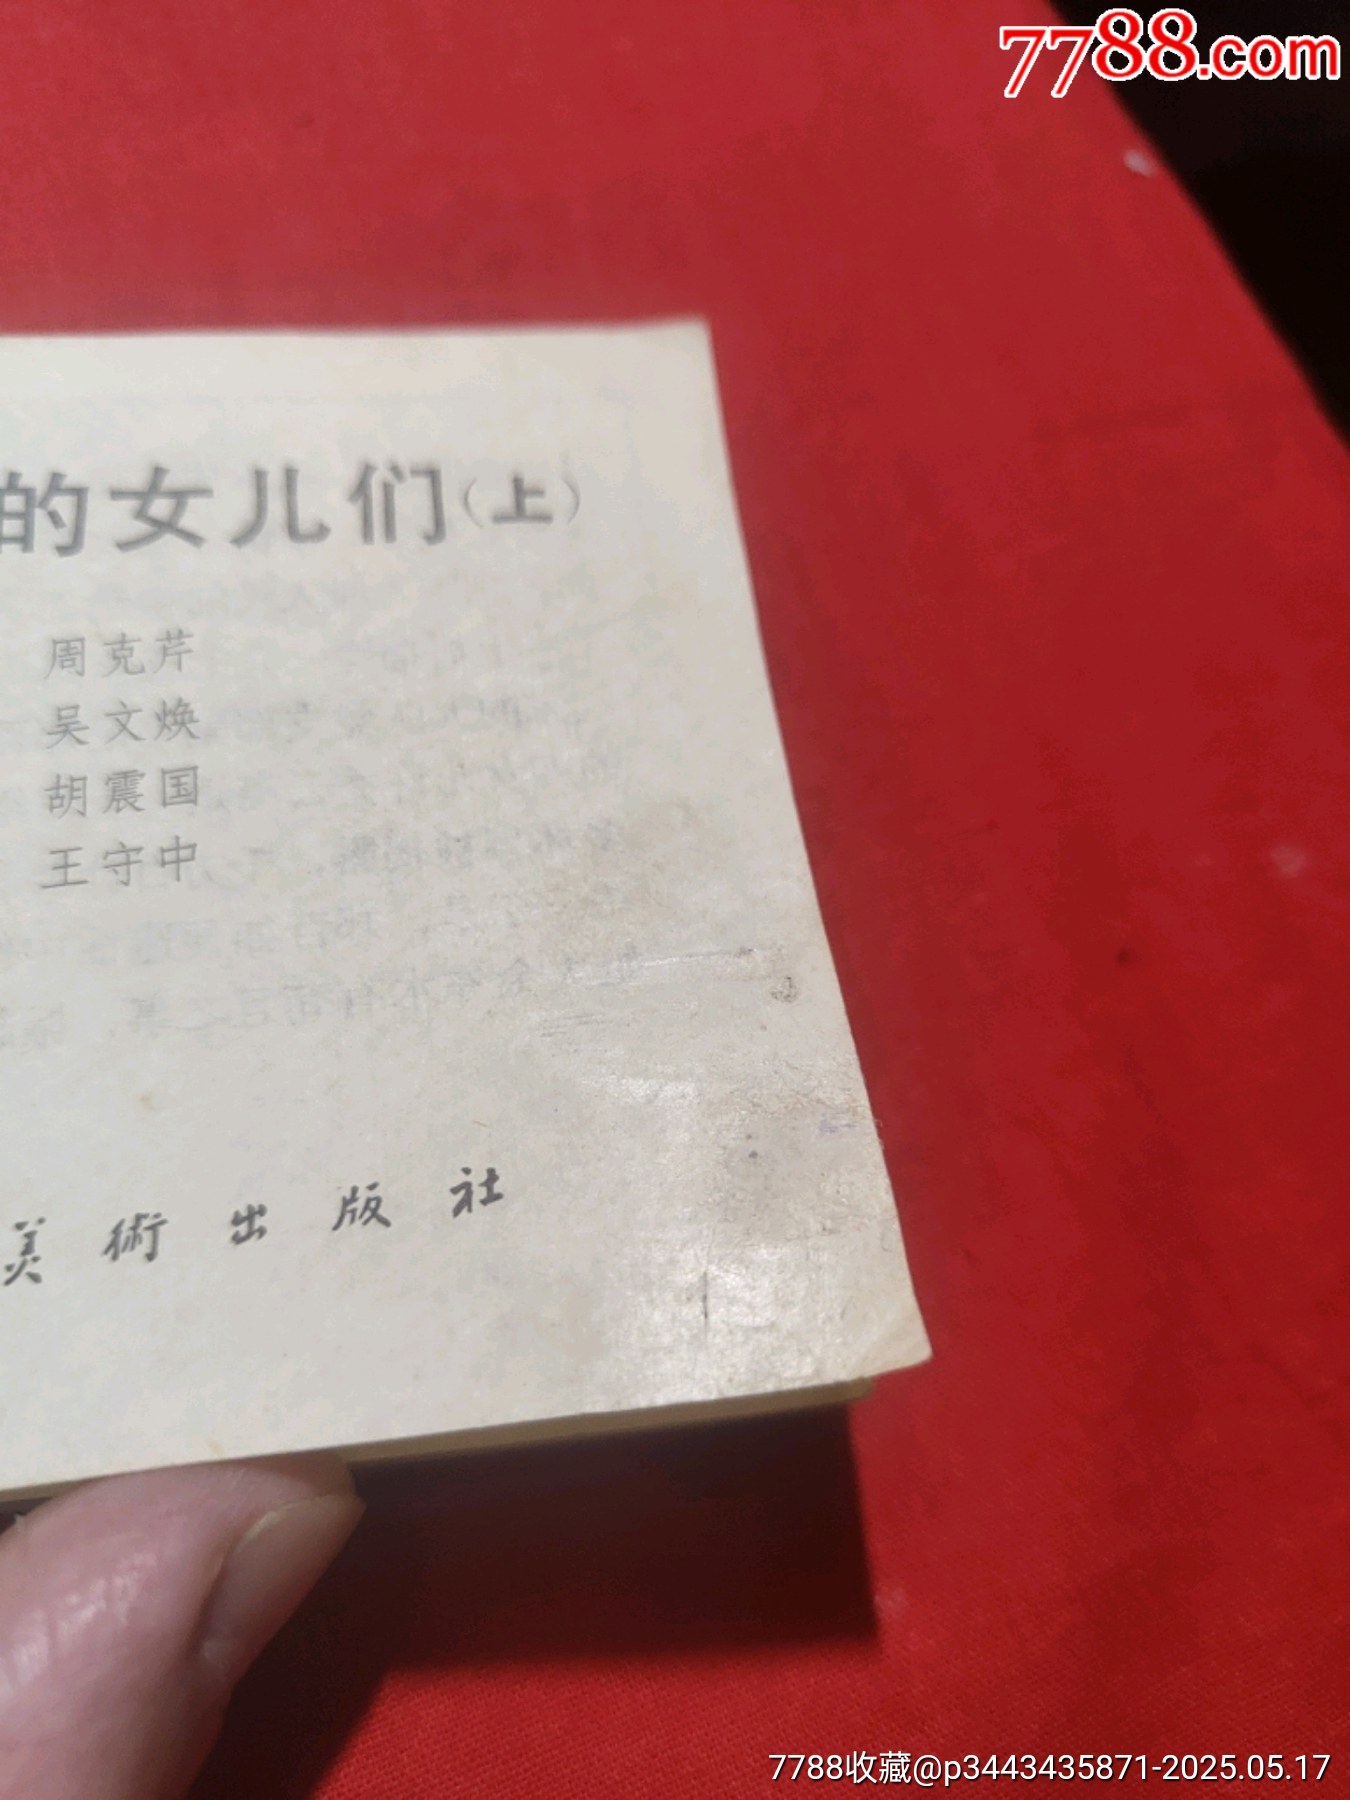 7788.com
的女儿们(上)
周克芹
吴文焕
胡震国
王守中
美術出版社
7788收藏@p3443435871-2025.05.17